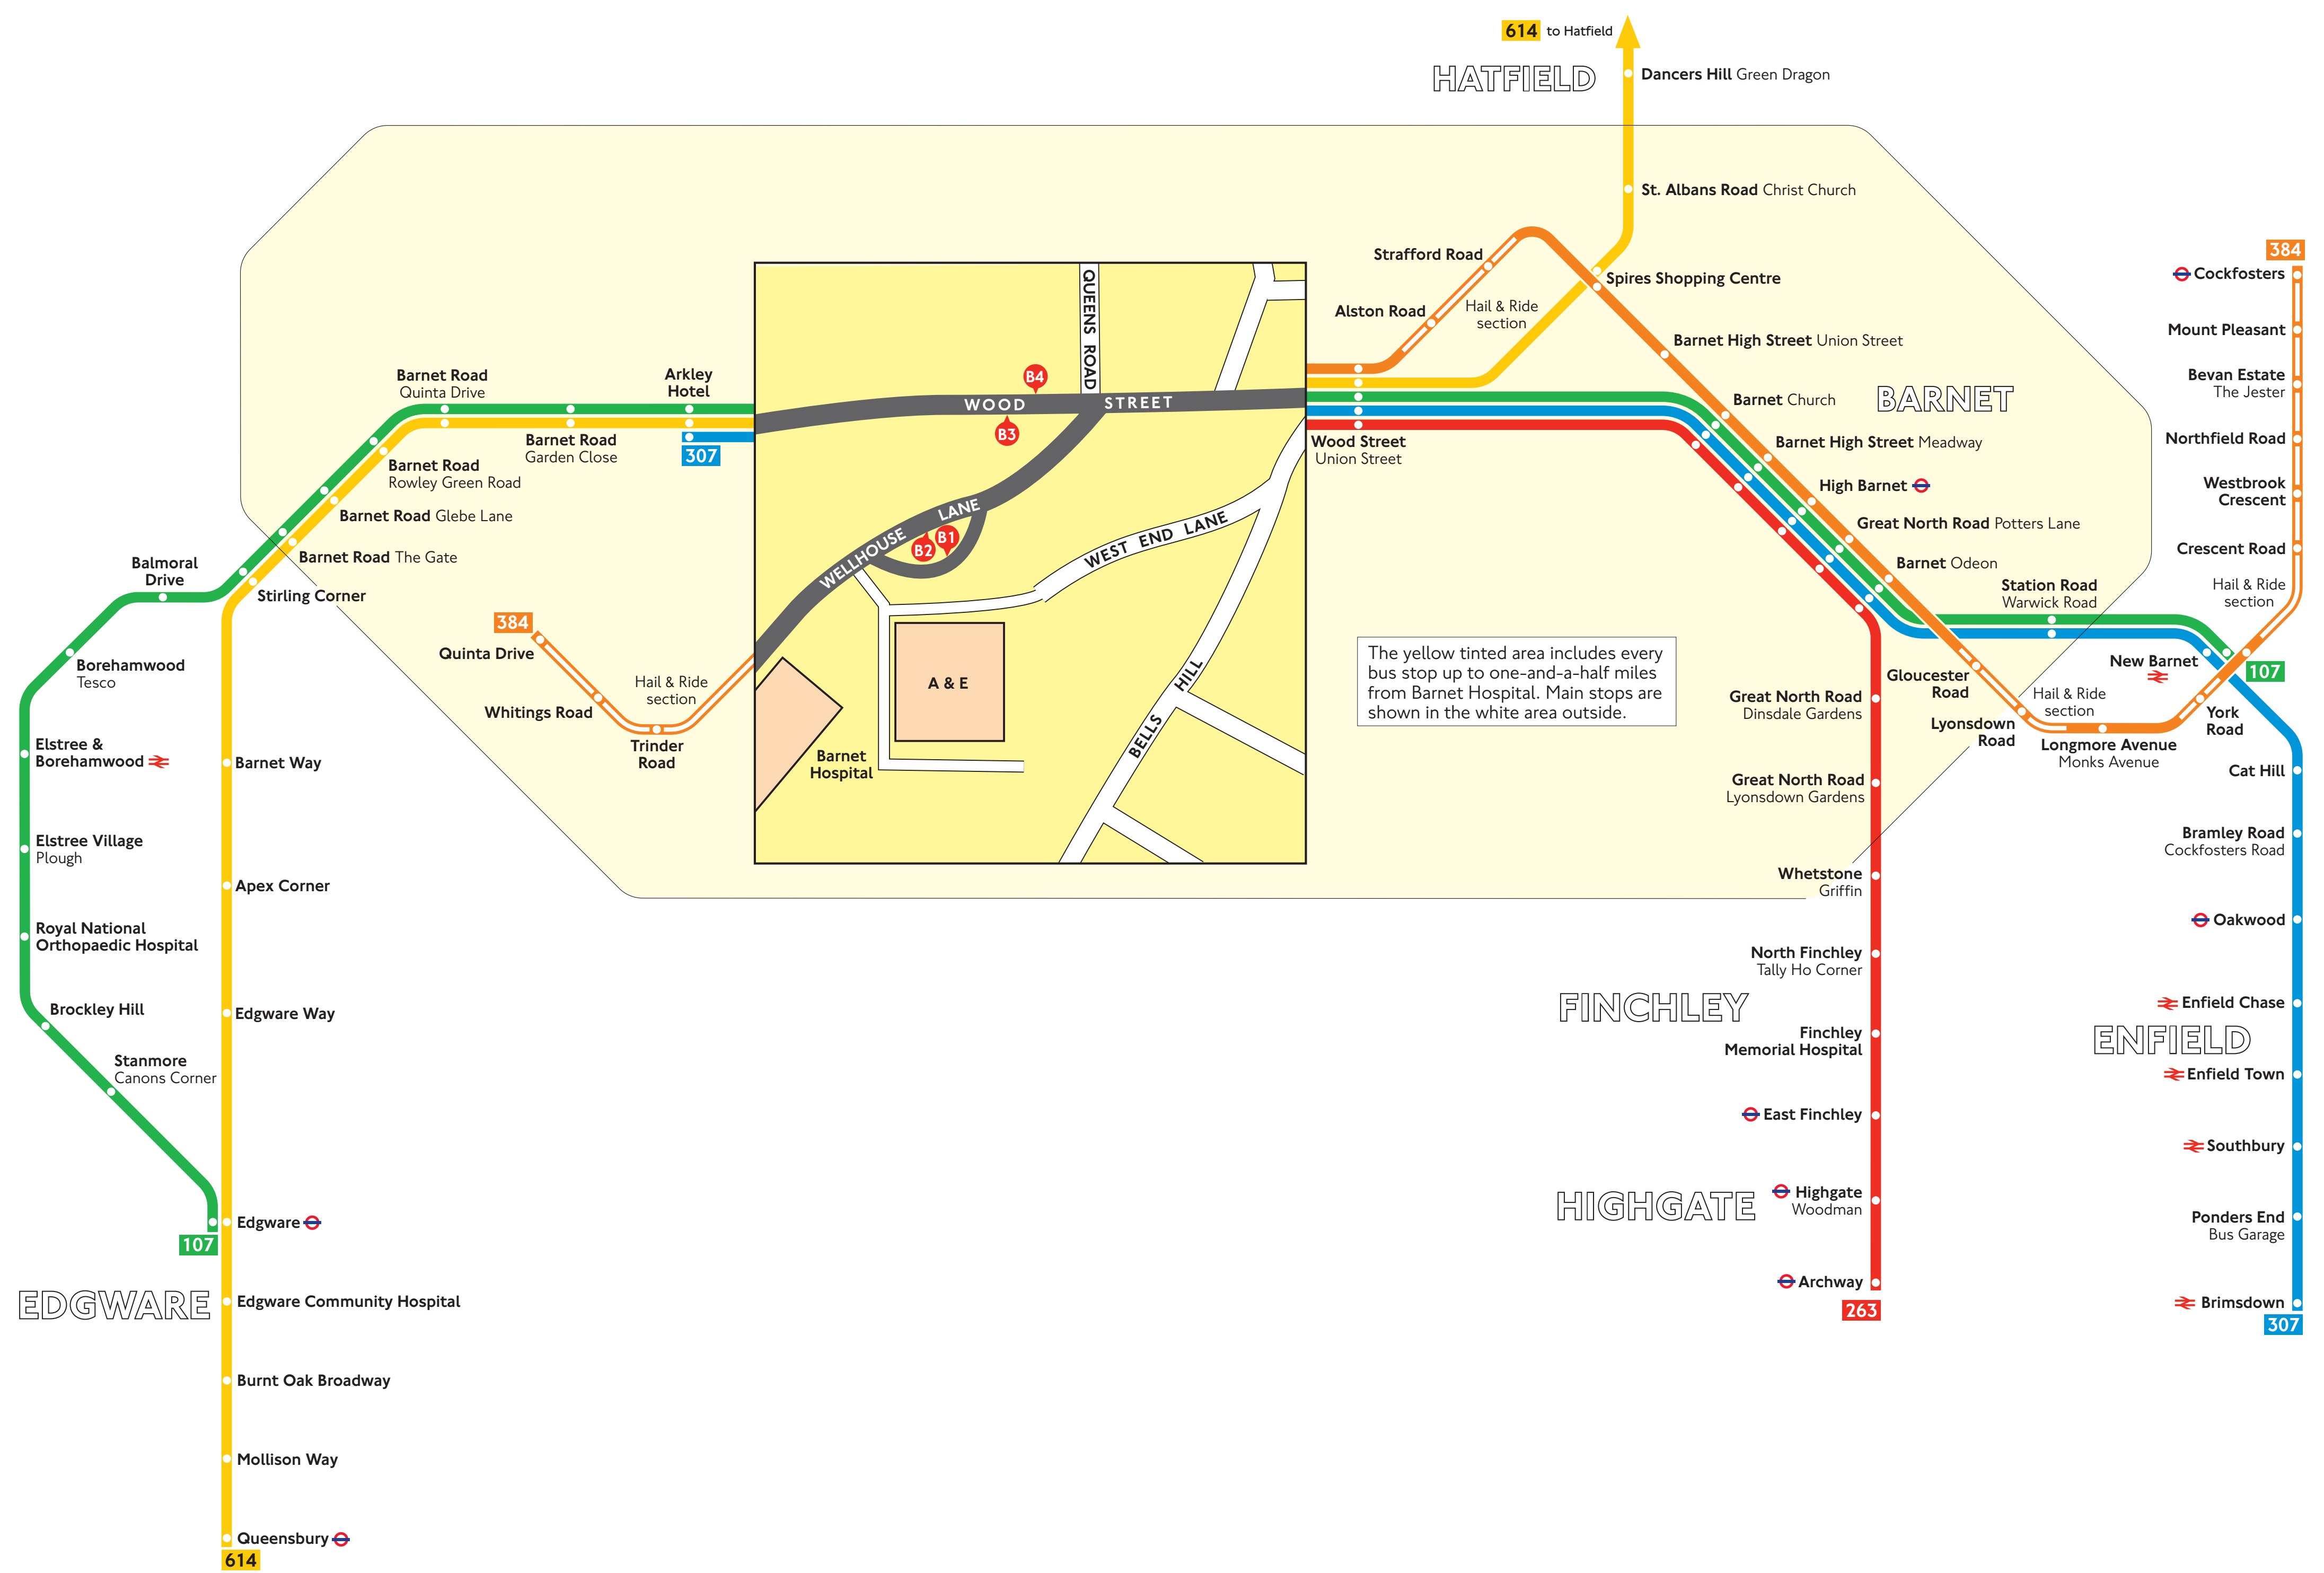 614 to Hatfield
HATFIELD
Dancers Hill Green Dragon
St. Albans Road Christ Church
Strafford Road
Spires Shopping Centre
Alston Road
Hail & Ride
section
Barnet High Street Union Street
BARNET
Barnet Church
Barnet High Street Meadway
High Barnet
Great North Road Potters Lane
Barnet Odeon
Station Road
Warwick Road
384
Cockfosters
Mount Pleasant
Bevan Estate
The Jester
Northfield Road
Westbrook
Crescent
Crescent Road
Hail & Ride
section
New Barnet
107
Gloucester
Road
Lyonsdown
Road
Hail & Ride
section
Longmore Avenue
Monks Avenue
York
Road
Cat Hill
Bramley Road
Cockfosters Road
Oakwood
Enfield Chase
ENFIELD
Enfield Town
Southbury
Ponders End
Bus Garage
Brimsdown
307
Barnet Road
Quinta Drive
Arkley
Hotel
Barnet Road
Garden Close
307
Barnet Road
Rowley Green Road
Barnet Road Glebe Lane
Barnet Road The Gate
Stirling Corner
Balmoral
Drive
Borehamwood
Tesco
Elstree &
Borehamwood
Elstree Village
Plough
Royal National
Orthopaedic Hospital
Brockley Hill
Stanmore
Canons Corner
Barnet Way
Apex Corner
Edgware Way
Edgware
107
EDGWARE
Edgware Community Hospital
Burnt Oak Broadway
Mollison Way
Queensbury
614
384
Quinta Drive
Whitings Road
Trinder
Road
Hail & Ride
section
QUEENS ROAD
B4
WOOD STREET
B3
WELLHOUSE LANE
B1
B2
WEST END LANE
BELLS HILL
A & E
Barnet
Hospital
Wood Street
Union Street
The yellow tinted area includes every
bus stop up to one-and-a-half miles
from Barnet Hospital. Main stops are
shown in the white area outside.
Great North Road
Dinsdale Gardens
Great North Road
Lyonsdown Gardens
Whetstone
Griffin
North Finchley
Tally Ho Corner
FINCHLEY
Finchley
Memorial Hospital
East Finchley
HIGHGATE
Highgate
Woodman
Archway
263